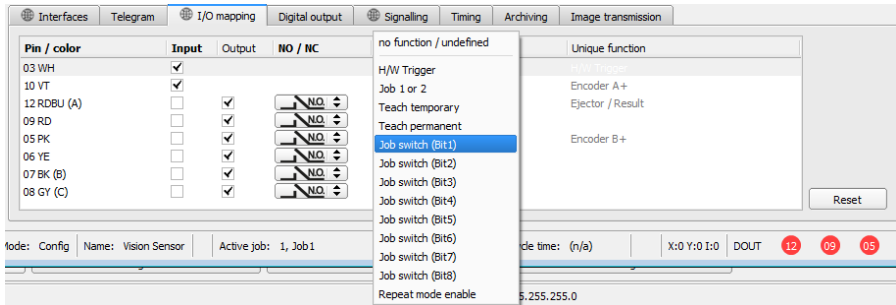 Interfaces Telegram I/O mapping Digital output Signalling Timing Archiving Image transmission
no function / undefined
Pin / color Input Output NO / NC Unique function
03 WH H/W Trigger H/W Trigger
10 VT Job 1 or 2 Encoder A+
12 RDBU (A) N.O. Teach temporary Ejector / Result
09 RD N.O. Teach permanent
05 PK N.O. Job switch (Bit1) Encoder B+
06 YE N.O. Job switch (Bit2)
07 BK (B) N.O. Job switch (Bit3)
08 GY (C) N.O. Job switch (Bit4) Reset
Job switch (Bit5)
Mode: Config Name: Vision Sensor Active job: 1, Job1 Job switch (Bit6) cle time: (n/a) X:0 Y:0 I:0 DOUT 12 09 05
Job switch (Bit7)
Job switch (Bit8)
Repeat mode enable 5.255.255.0